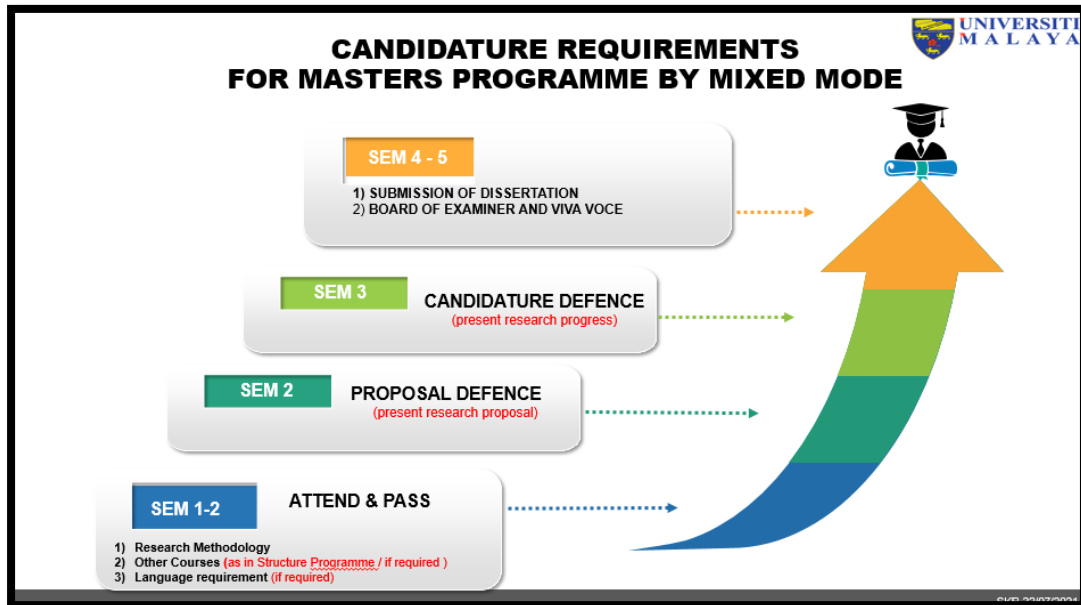 UNIVERSITI
MALAYA
CANDIDATURE REQUIREMENTS
FOR MASTERS PROGRAMME BY MIXED MODE
SEM 4 - 5
1) SUBMISSION OF DISSERTATION
2) BOARD OF EXAMINER AND VIVA VOCE
SEM 3
CANDIDATURE DEFENCE
(present research progress)
SEM 2
PROPOSAL DEFENCE
(present research proposal)
SEM 1-2
ATTEND & PASS
1) Research Methodology
2) Other Courses (as in Structure Programme / if required )
3) Language requirement (if required)